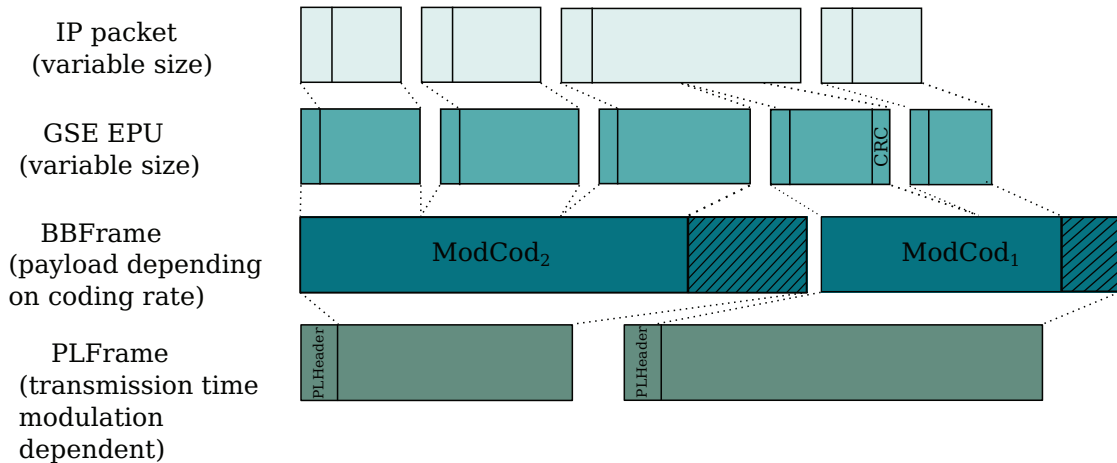 IP packet
(variable size)
GSE EPU
(variable size)
CRC
BBFrame
(payload depending
on coding rate)
ModCod₂
ModCod₁
PLFrame
(transmission time
modulation
dependent)
PLHeader
PLHeader